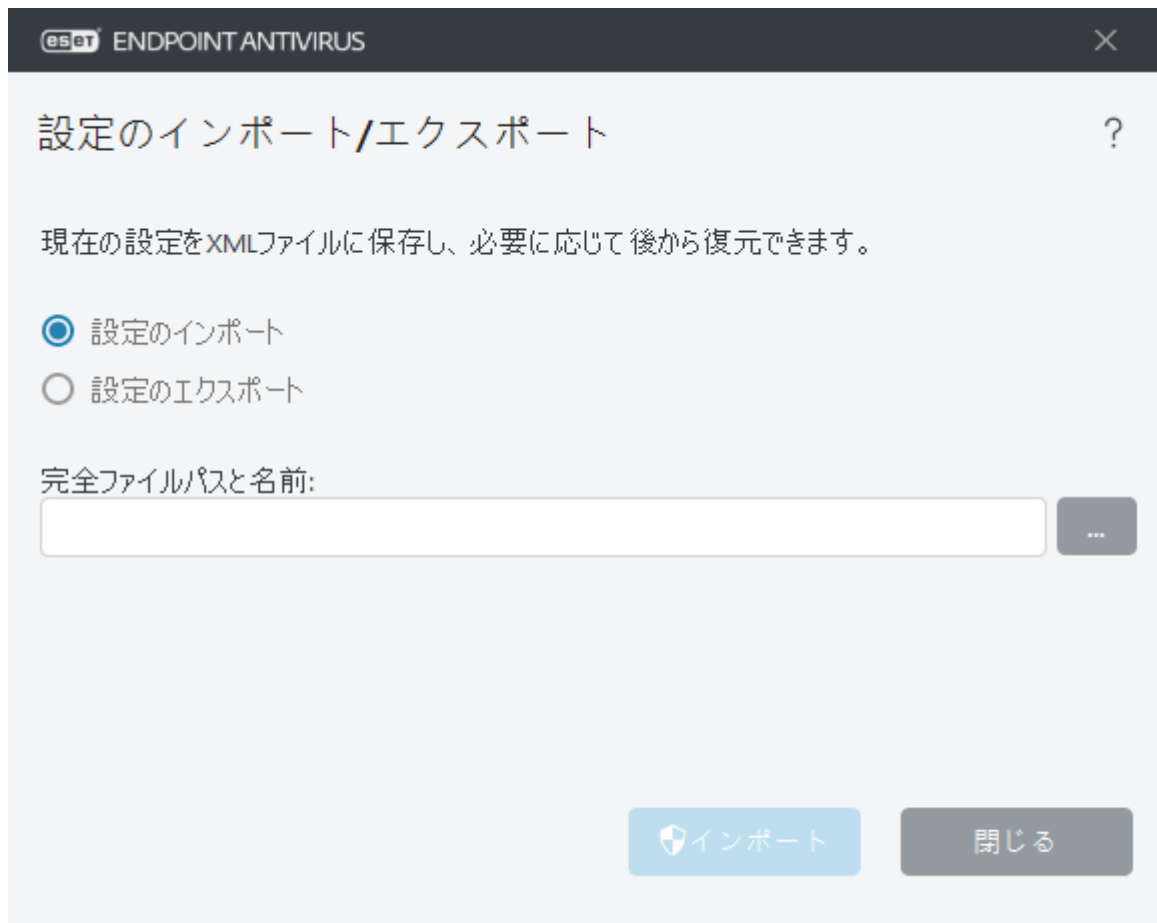 eset ENDPOINT ANTIVIRUS
設定のインポート/エクスポート
?
現在の設定をXMLファイルに保存し、必要に応じて後から復元できます。
設定のインポート
設定のエクスポート
完全ファイルパスと名前:
...
インポート
閉じる